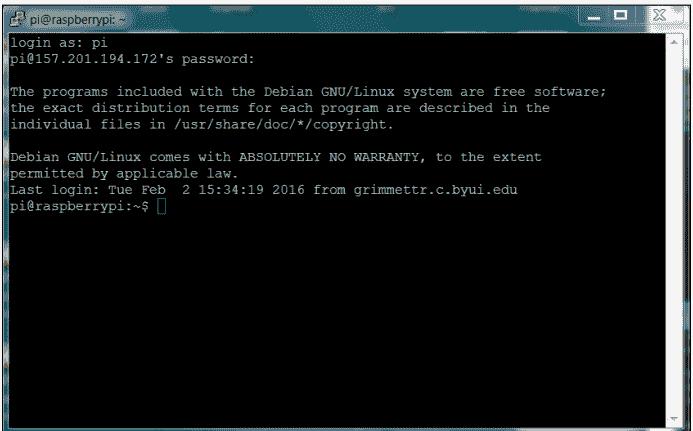 pi@raspberrypi: ~
login as: pi
pi@157.201.194.172's password:
The programs included with the Debian GNU/Linux system are free software;
the exact distribution terms for each program are described in the
individual files in /usr/share/doc/*/copyright.
Debian GNU/Linux comes with ABSOLUTELY NO WARRANTY, to the extent
permitted by applicable law.
Last login: Tue Feb  2 15:34:19 2016 from grimmettr.c.byui.edu
pi@raspberrypi:~$